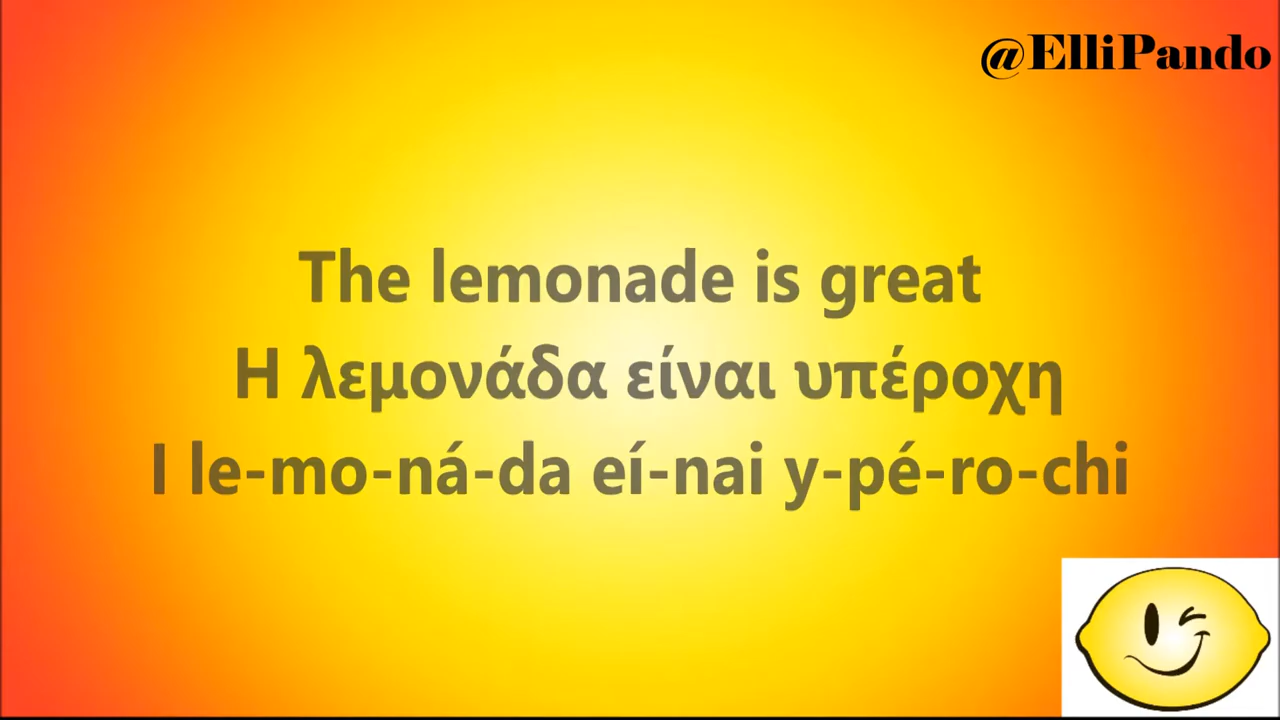 @ElliPando
The lemonade is great
Η λεμονάδα είναι υπέροχη
I le-mo-ná-da eí-nai y-pé-ro-chi